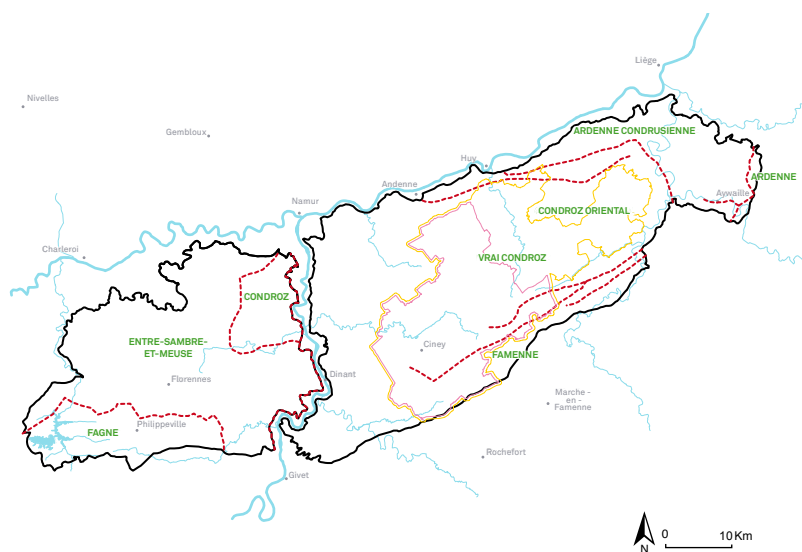 Liège
Nivelles
Gembloux
ARDENNE CONDRUSIENNE
Huy
ARDENNE
Andenne
Aywaille
Namur
CONDROZ ORIENTAL
Charleroi
VRAI CONDROZ
CONDROZ
ENTRE-SAMBRE-
ET-MEUSE
Ciney
FAMENNE
Dinant
Florennes
Marche -
en -
Famenne
Philippeville
FAGNE
Rochefort
Givet
N
0 10 Km